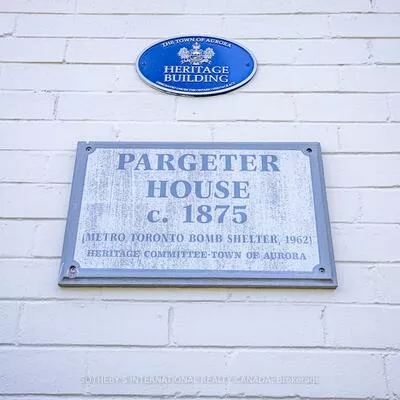 THE TOWN OF AURORA
HERITAGE
BUILDING
PARGETER
HOUSE
c. 1875
(METRO TORONTO BOMB SHELTER, 1962)
HERITAGE COMMITTEE-TOWN OF AURORA
SOTHEBY'S INTERNATIONAL REALTY CANADA, Brokerage